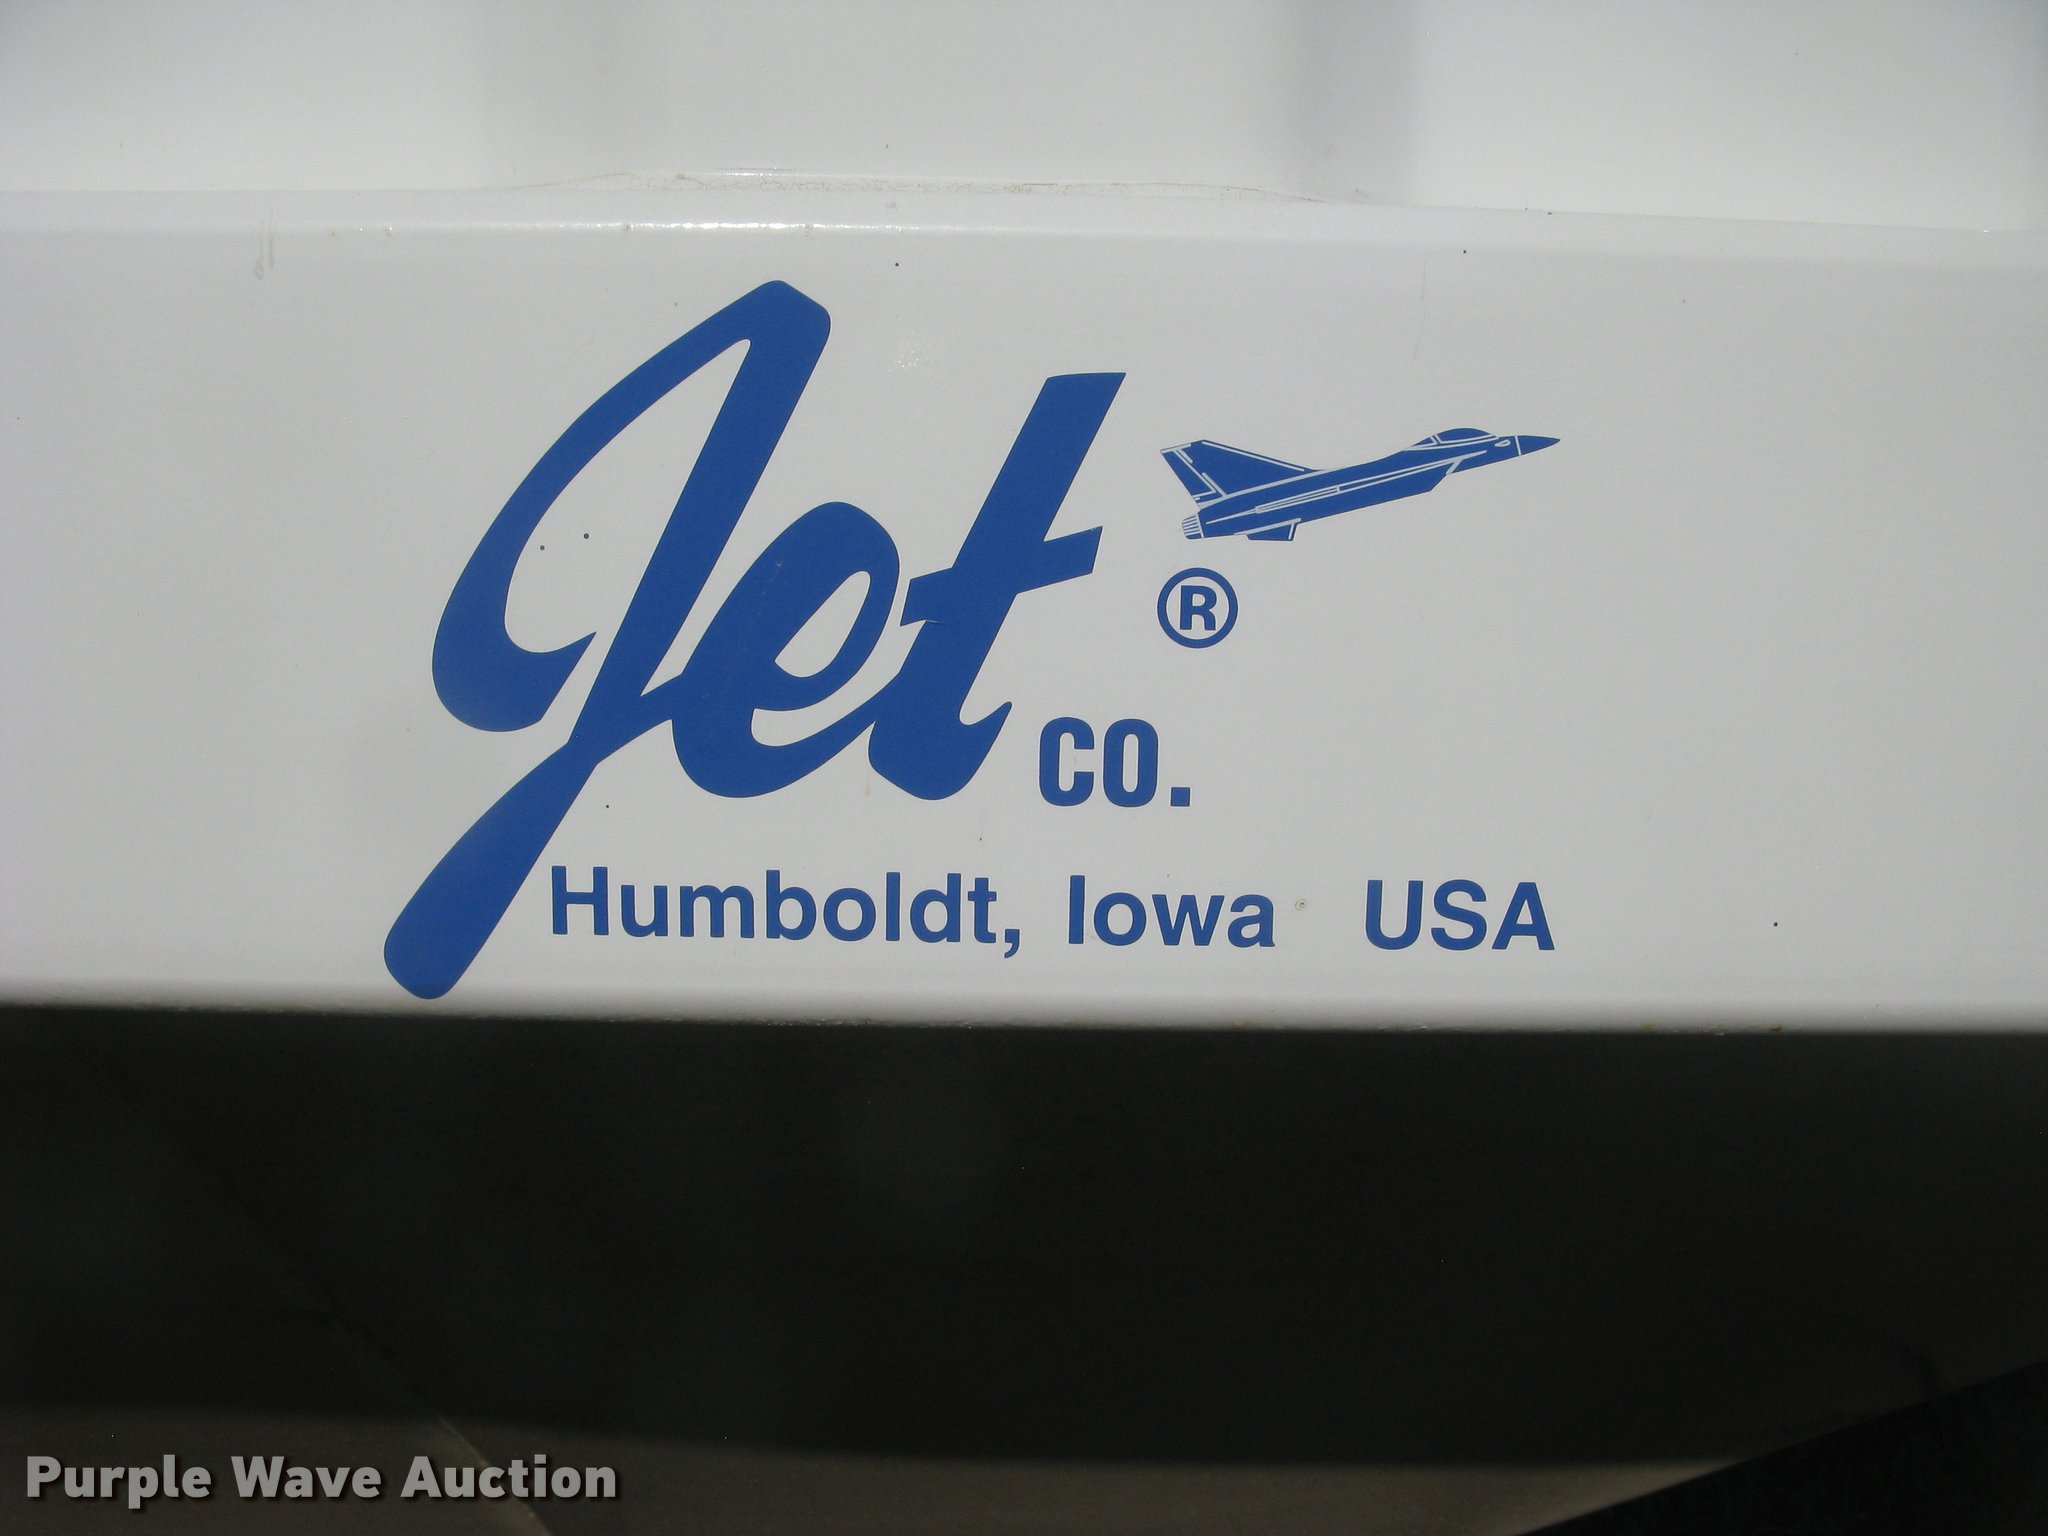 Jet
®
CO.
Humboldt, Iowa USA
Purple Wave Auction